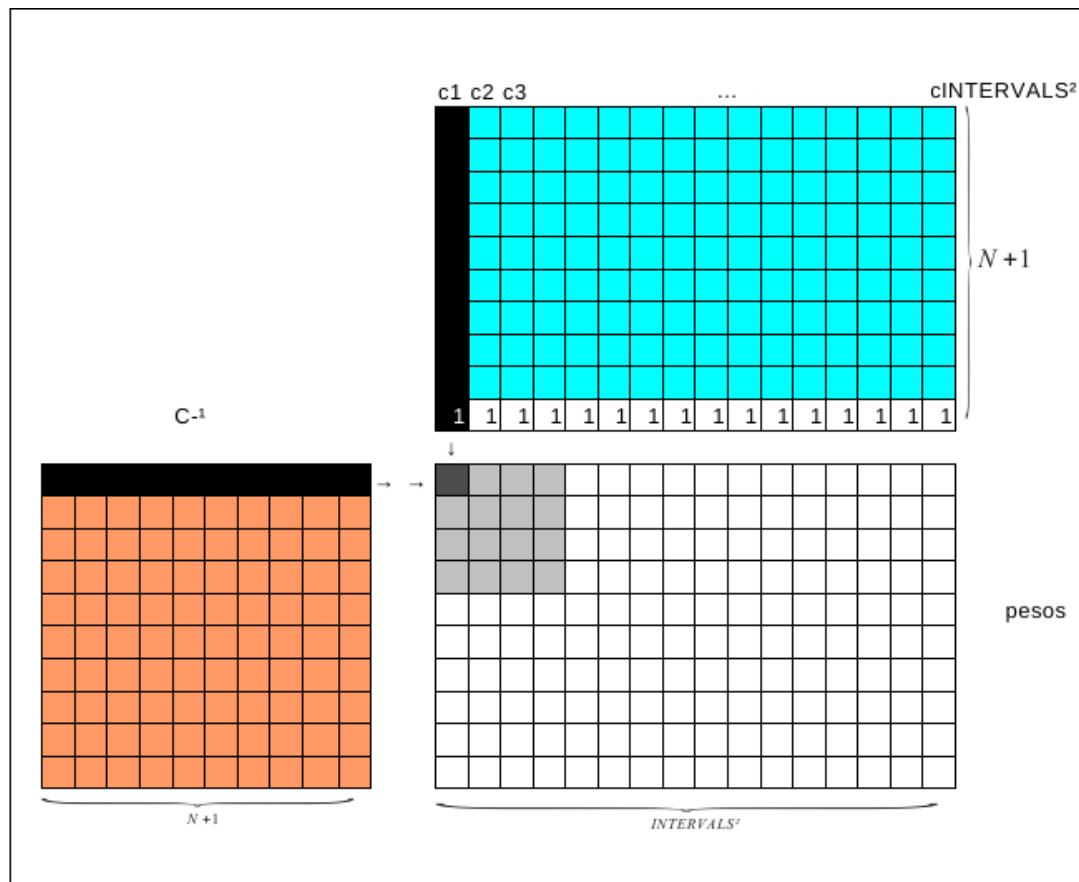 c1 c2 c3 ... cINTERVALS²
N+1
1 1 1 1 1 1 1 1 1 1 1 1 1 1 1 1
C-¹
↓
→ →
pesos
N+1
INTERVALS²